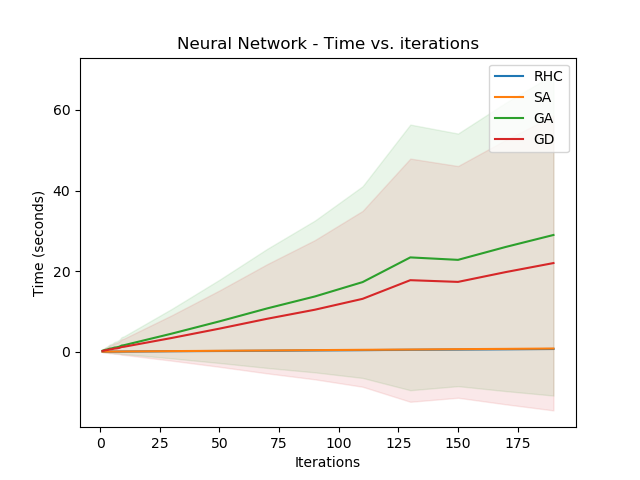 Neural Network - Time vs. iterations
RHC
SA
GA
GD
Time (seconds)
60
40
20
0
0 25 50 75 100 125 150 175
Iterations